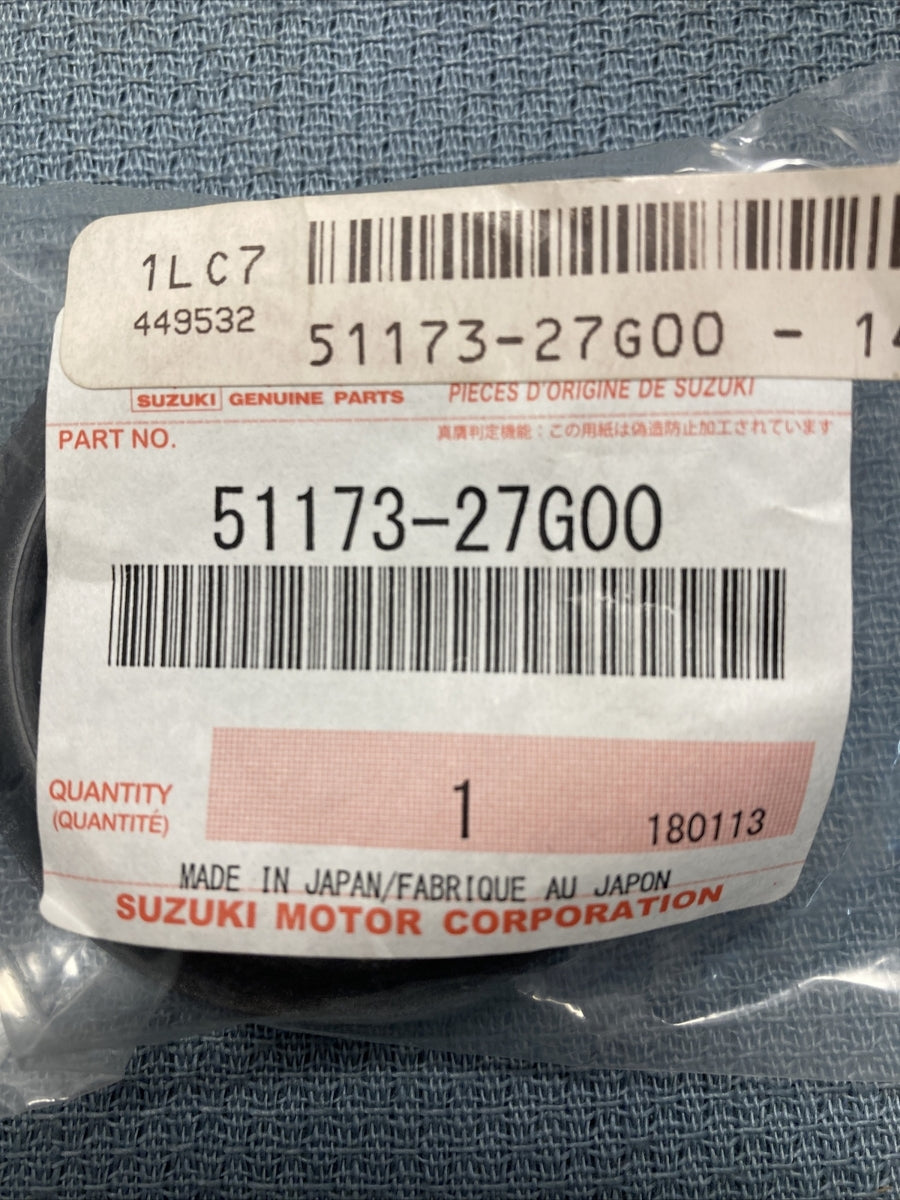 1LC7
449532
51173-27G00 - 14
SUZUKI GENUINE PARTS
PIÈCES D'ORIGINE DE SUZUKI
PART NO.
真贋判定機能：この用紙は偽造防止加工されています
51173-27G00
QUANTITY
(QUANTITÉ)
1
180113
MADE IN JAPAN/FABRIQUE AU JAPON
SUZUKI MOTOR CORPORATION